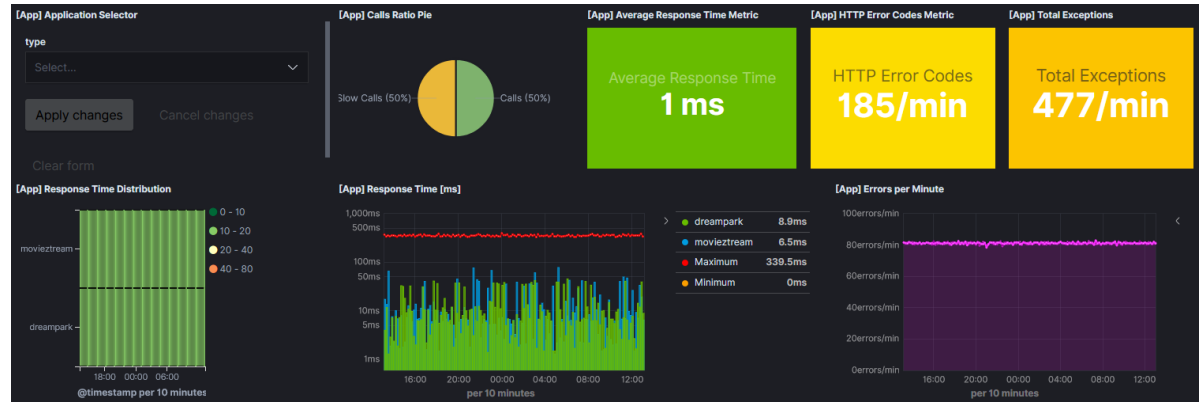 [App] Application Selector
type
Select...
Apply changes
Cancel changes
Clear form
[App] Calls Ratio Pie
Slow Calls (50%)
Calls (50%)
[App] Average Response Time Metric
Average Response Time
1 ms
[App] HTTP Error Codes Metric
HTTP Error Codes
185/min
[App] Total Exceptions
Total Exceptions
477/min
[App] Response Time Distribution
movieztream
dreampark
18:00 00:00 06:00
@timestamp per 10 minutes
0 - 10
10 - 20
20 - 40
40 - 80
[App] Response Time [ms]
1,000ms
500ms
100ms
50ms
10ms
5ms
1ms
16:00 20:00 00:00 04:00 08:00 12:00
per 10 minutes
dreampark 8.9ms
movieztream 6.5ms
Maximum 339.5ms
Minimum 0ms
[App] Errors per Minute
100errors/min
80errors/min
60errors/min
40errors/min
20errors/min
0errors/min
16:00 20:00 00:00 04:00 08:00 12:00
per 10 minutes